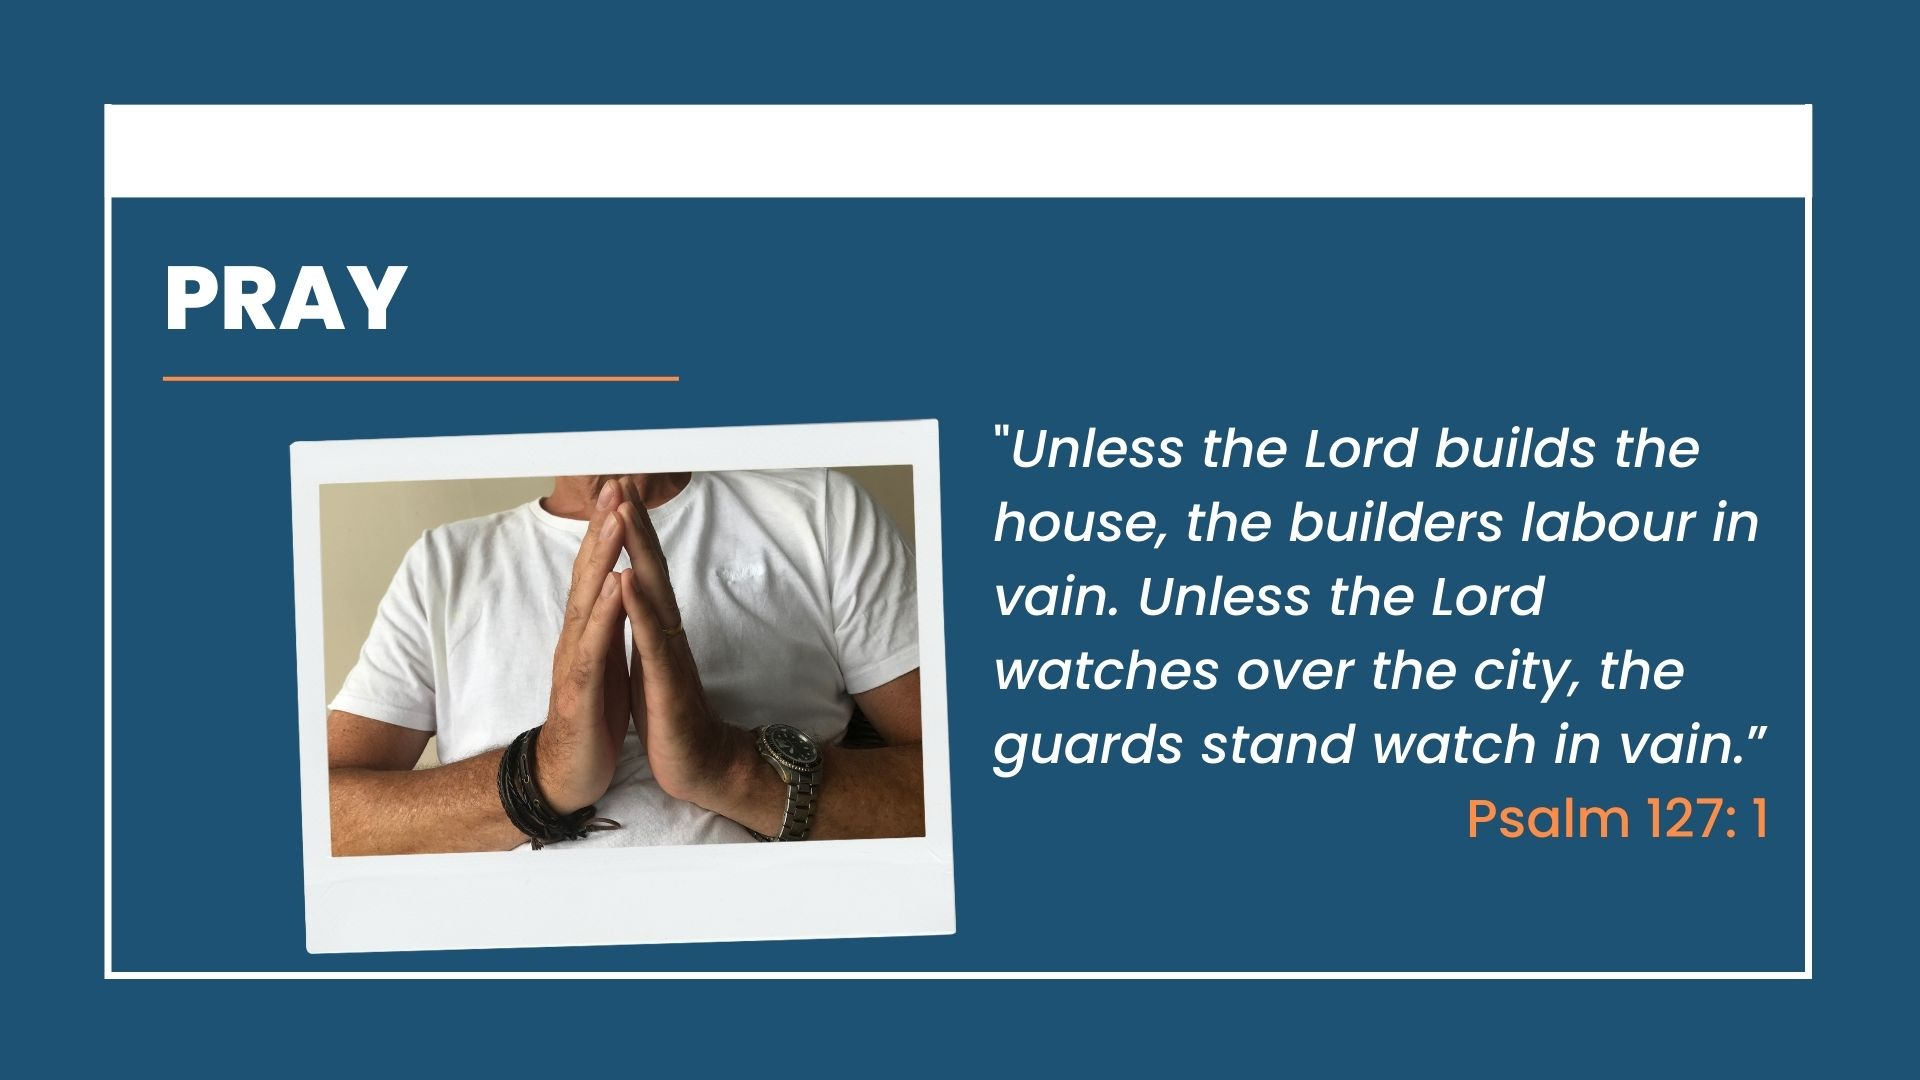 PRAY
"Unless the Lord builds the
house, the builders labour in
vain. Unless the Lord
watches over the city, the
guards stand watch in vain.”
Psalm 127: 1